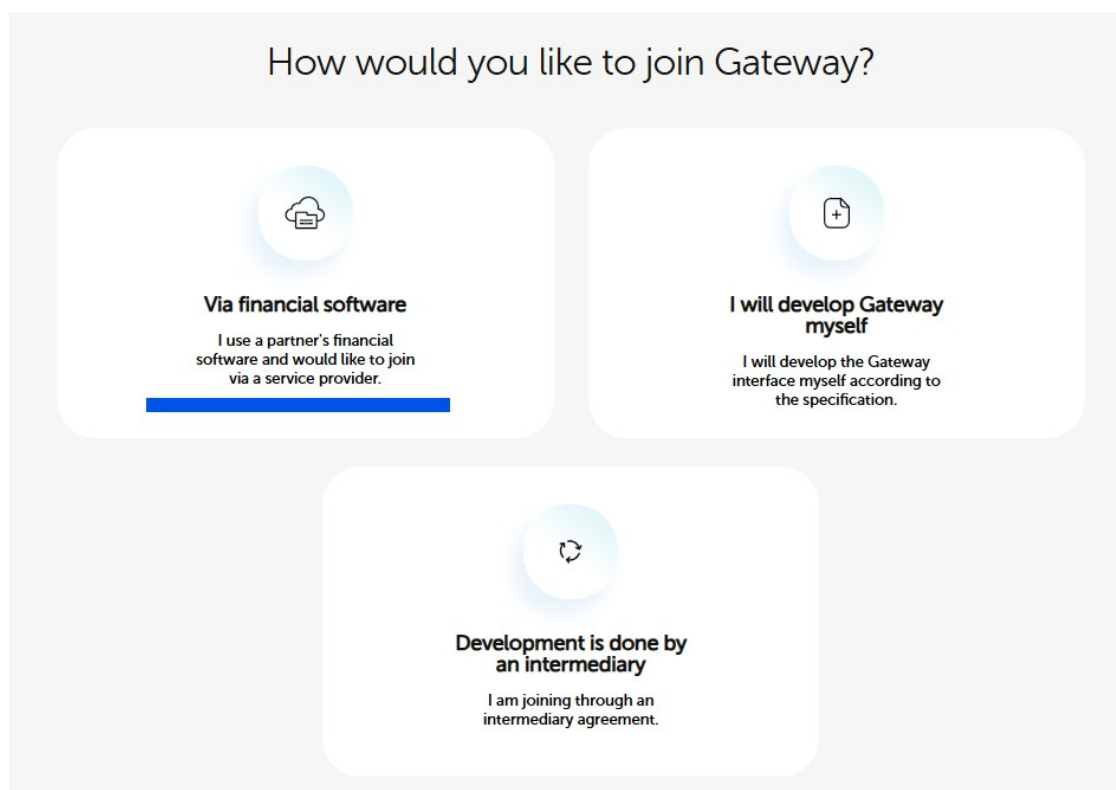 How would you like to join Gateway?
Via financial software
I use a partner's financial
software and would like to join
via a service provider.
I will develop Gateway
myself
I will develop the Gateway
interface myself according to
the specification.
Development is done by
an intermediary
I am joining through an
intermediary agreement.